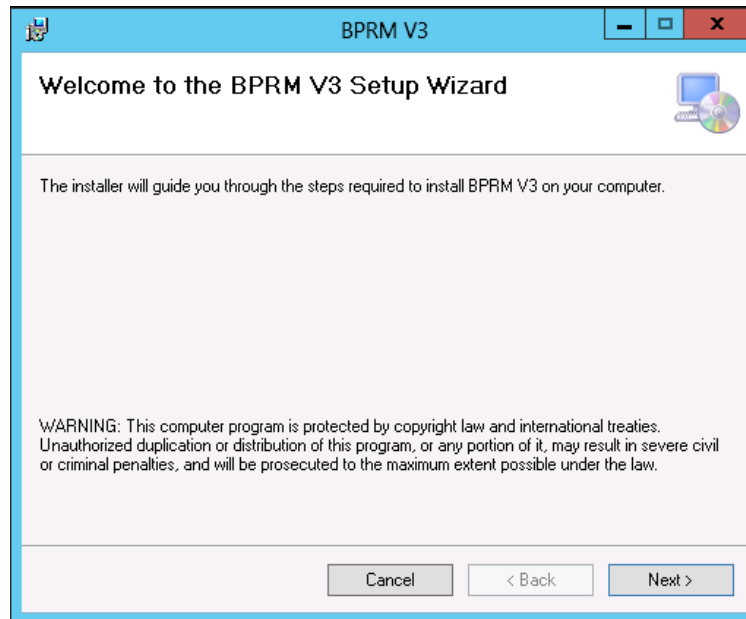 BPRM V3
Welcome to the BPRM V3 Setup Wizard
The installer will guide you through the steps required to install BPRM V3 on your computer.
WARNING: This computer program is protected by copyright law and international treaties.
Unauthorized duplication or distribution of this program, or any portion of it, may result in severe civil
or criminal penalties, and will be prosecuted to the maximum extent possible under the law.
Cancel
< Back
Next >